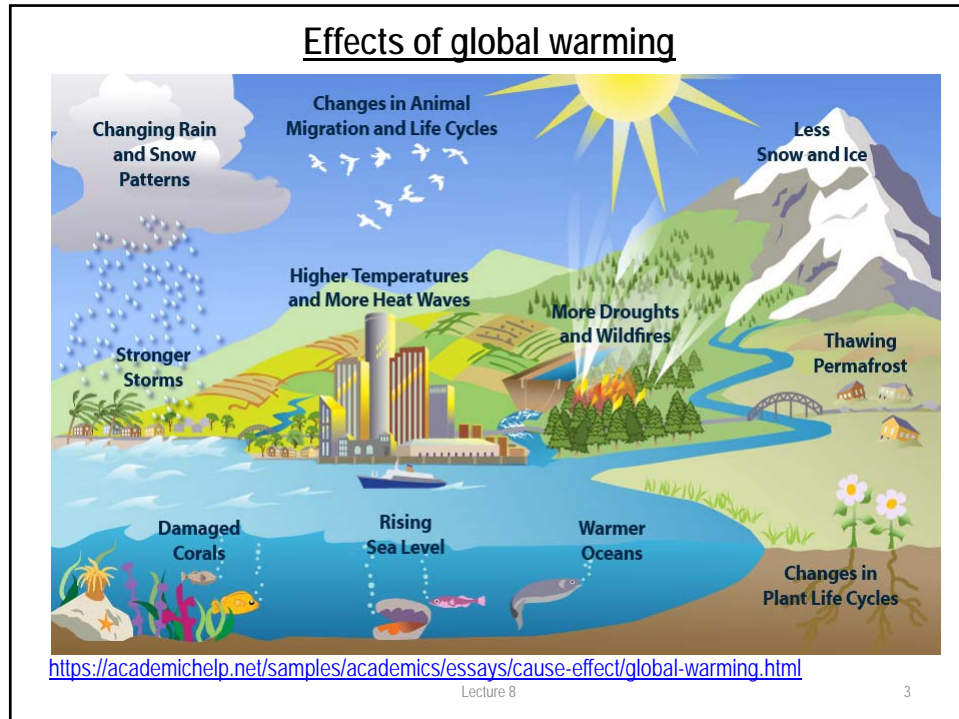 Effects of global warming
Changing Rain
and Snow
Patterns
Changes in Animal
Migration and Life Cycles
Less
Snow and Ice
Higher Temperatures
and More Heat Waves
More Droughts
and Wildfires
Stronger
Storms
Thawing
Permafrost
Damaged
Corals
Rising
Sea Level
Warmer
Oceans
Changes in
Plant Life Cycles
https://academichelp.net/samples/academics/essays/cause-effect/global-warming.html
Lecture 8
3